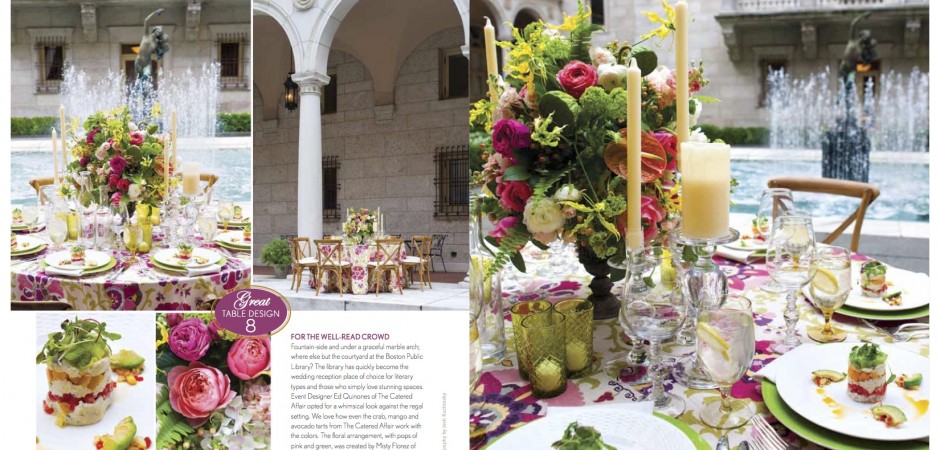 Great
TABLE DESIGN
8
FOR THE WELL-READ CROWD
Fountain-side and under a graceful marble arch;
where else but the courtyard at the Boston Public
Library? The library has quickly become the
wedding reception place for literary
types and those who simply love stunning spaces.
Event Designer Ed Quinones of The Catered
Affair opted for a whimsical look against the regal
setting. We love how even the crab, mango and
avocado tarts from The Catered Affair work with
the colors. The floral arrangement, with pops of
pink and green, was created by Misty Florez of